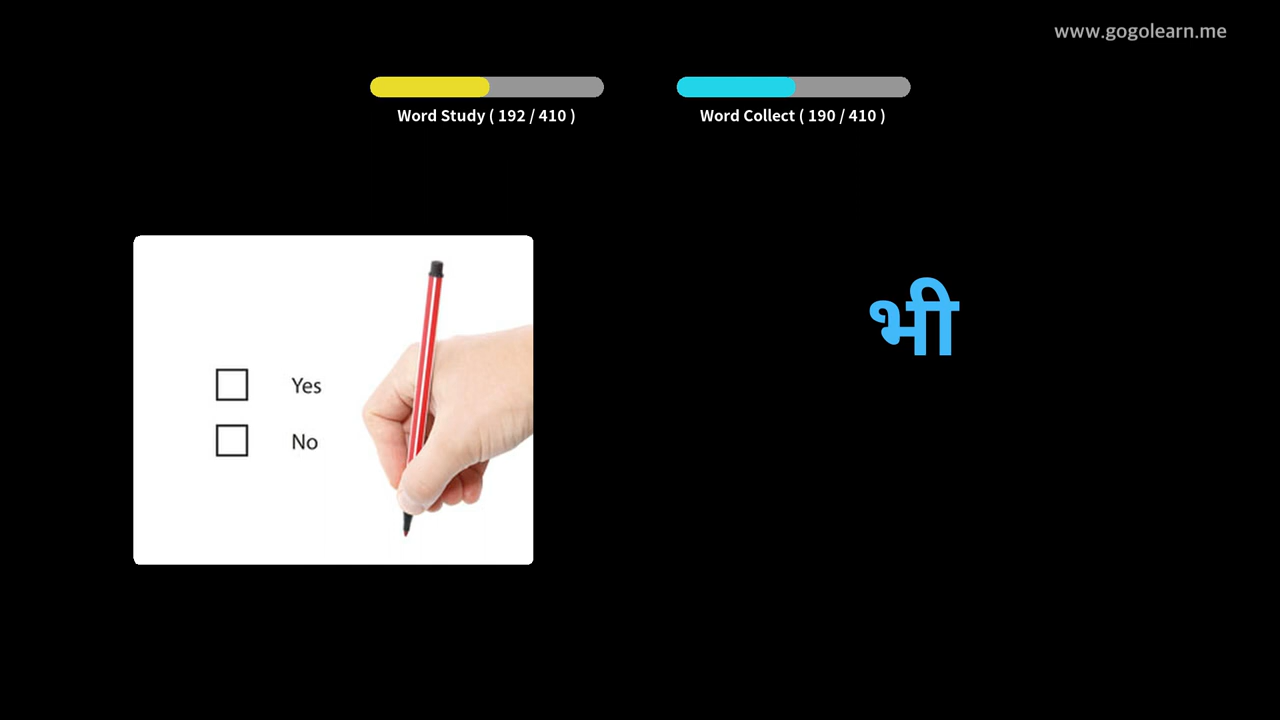 www.gogolearn.me
Word Study ( 192 / 410 )
Word Collect ( 190 / 410 )
भी
Yes
No